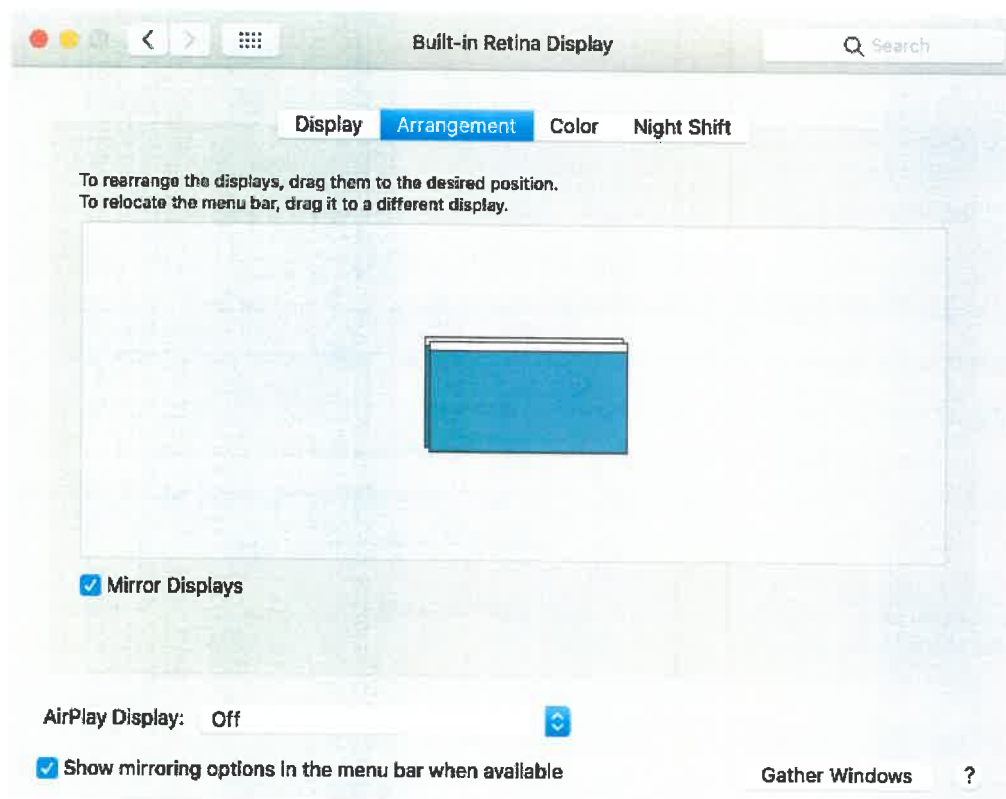 Built-in Retina Display
Search
Display Arrangement Color Night Shift
To rearrange the displays, drag them to the desired position.
To relocate the menu bar, drag it to a different display.
Mirror Displays
AirPlay Display: Off
Show mirroring options in the menu bar when available
Gather Windows ?